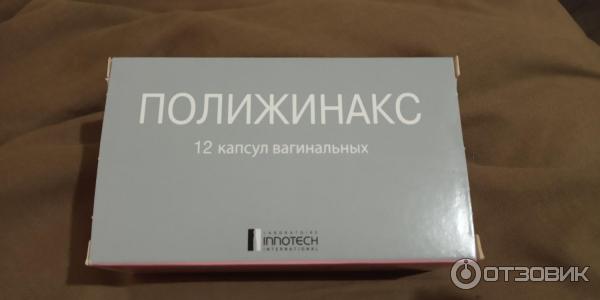 ПОЛИЖИНАКС
12 капсул вагинальных
LABORATOIRE
INNOTECH
INTERNATIONAL
ОТЗОВИК